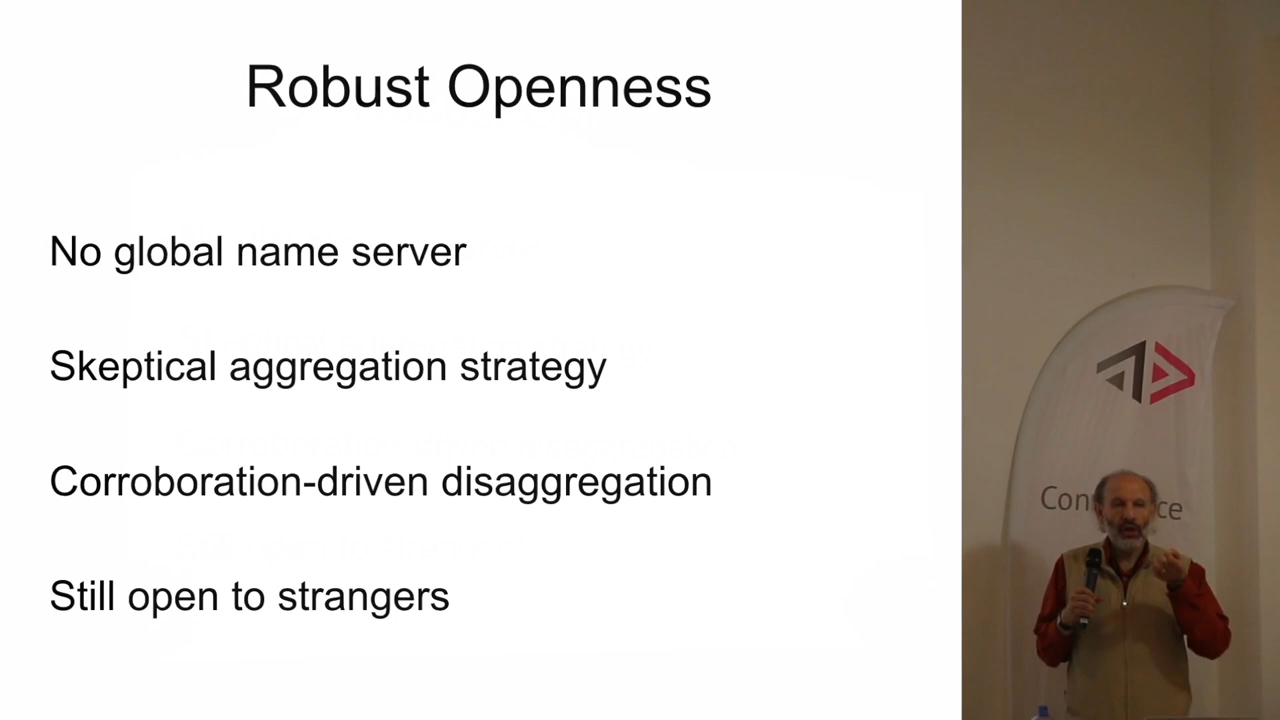 Robust Openness
No global name server
Skeptical aggregation strategy
Corroboration-driven disaggregation
Still open to strangers